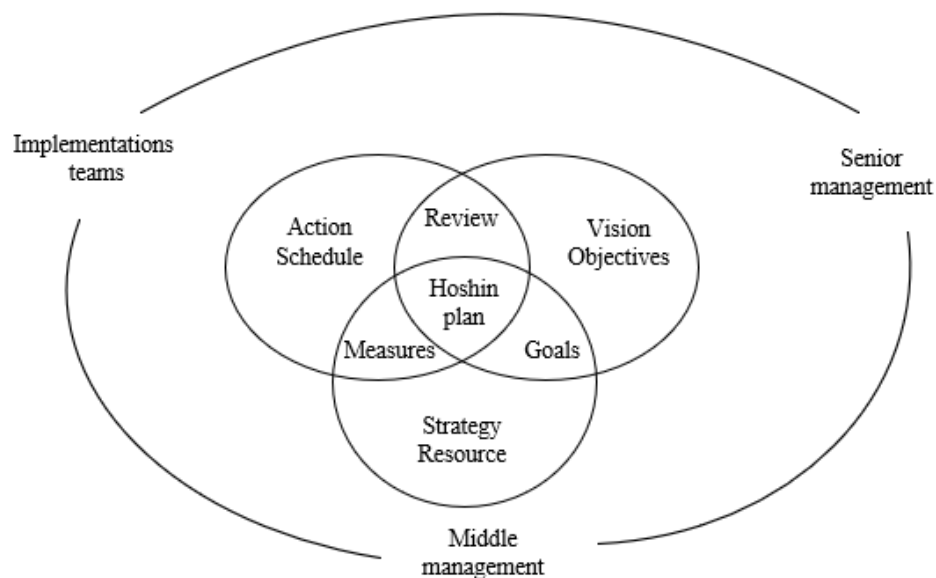 Implementations
teams
Senior
management
Action
Schedule
Review
Vision
Objectives
Hoshin
plan
Measures
Goals
Strategy
Resource
Middle
management